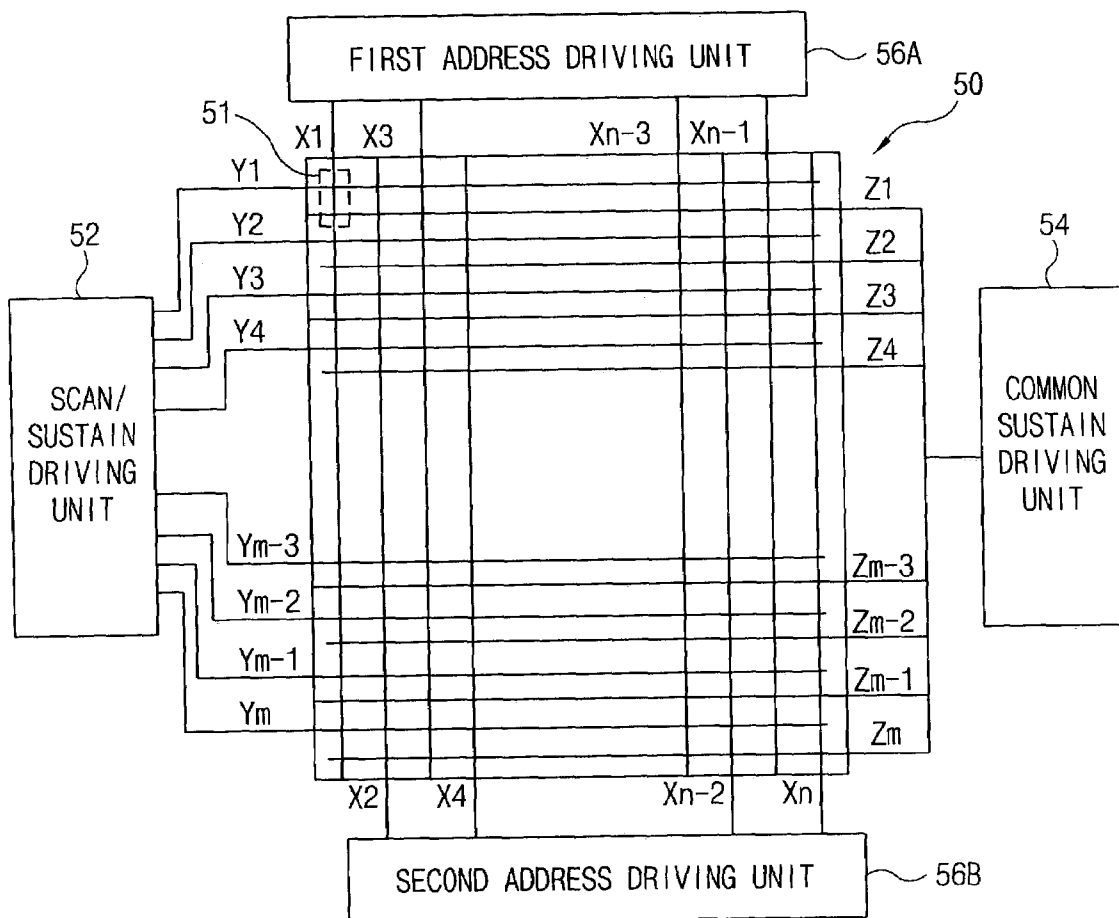 FIRST ADDRESS DRIVING UNIT
56A
50
51
X1
X3
Xn-3
Xn-1
Y1
Z1
Y2
Z2
52
54
Y3
Z3
Y4
Z4
SCAN/
SUSTAIN
DRIVING
UNIT
COMMON
SUSTAIN
DRIVING
UNIT
Ym-3
Zm-3
Ym-2
Zm-2
Ym-1
Zm-1
Ym
Zm
X2
X4
Xn-2
Xn
SECOND ADDRESS DRIVING UNIT
56B